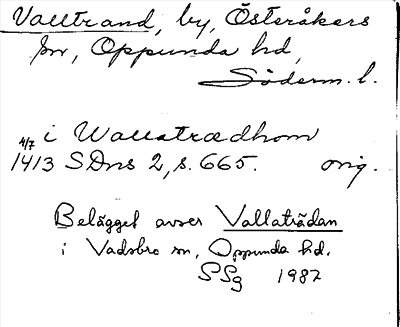 Valltrand, by, Österåkers
sn, Oppunda hd,
Söderm. l.
4/7 i Wallatrædhom
1413 SDns 2, s. 665. orig.
Belägget avser Vallaträdan
i Vadsbro sn, Oppunda hd.
SSg 1987